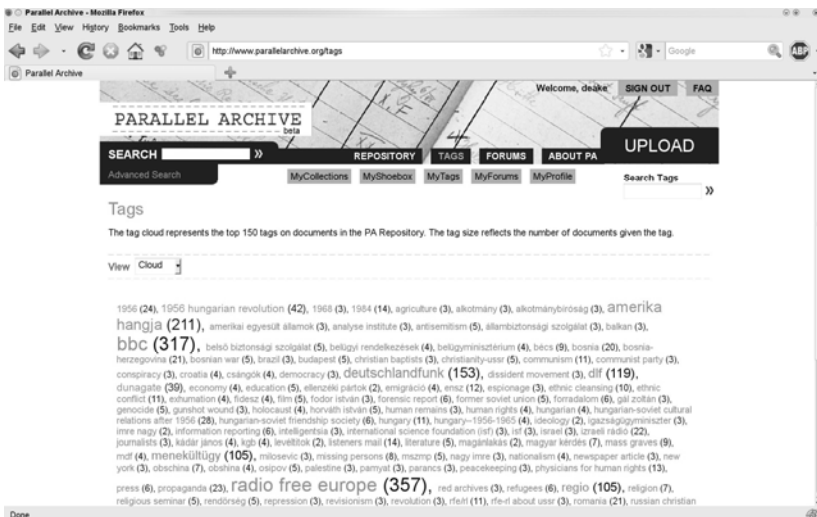 Parallel Archive - Mozilla Firefox
File Edit View History Bookmarks Tools Help
http://www.parallelarchive.org/tags
Google
ABP
Parallel Archive
Welcome, deake SIGN OUT FAQ
PARALLEL ARCHIVE
beta
UPLOAD
SEARCH »
REPOSITORY TAGS FORUMS ABOUT PA
Advanced Search
MyCollections MyShoebox MyTags MyForums MyProfile
Search Tags
»
Tags
The tag cloud represents the top 150 tags on documents in the PA Repository. The tag size reflects the number of documents given the tag.
View Cloud
1956 (24), 1956 hungarian revolution (42), 1968 (3), 1984 (14), agriculture (3), alkotmány (3), alkotmánybíróság (3), amerika
hangja (211), amerikai egyesült államok (3), analyse institute (3), antisemitism (5), állambiztonsági szolgálat (3), balkan (3),
bbc (317), belső biztonsági szolgálat (5), belügyi rendelkezések (4), belügyminisztérium (4), bécs (9), bosnia (20), bosnia-
herzegovina (21), bosnian war (5), brazil (3), budapest (5), christian baptists (3), christianity-ussr (5), communism (11), communist party (3),
conspiracy (3), croatia (4), csángók (4), democracy (3), deutschlandfunk (153), dissident movement (3), dlf (119),
dunagate (39), economy (4), education (5), ellenzéki pártok (2), emigráció (4), ensz (12), espionage (3), ethnic cleansing (10), ethnic
conflict (11), exhumation (4), fidesz (4), film (5), fodor istván (3), forensic report (6), former soviet union (5), forradalom (6), gál zoltán (3),
genocide (5), gunshot wound (3), holocaust (4), horváth istván (5), human remains (3), human rights (4), hungarian (4), hungarian-soviet cultural
relations after 1956 (28), hungarian-soviet friendship society (6), hungary (11), hungary--1956-1965 (4), ideology (2), igazságügyminiszter (3),
imre nagy (2), information reporting (6), intelligentsia (3), international science foundation (isf) (3), isf (3), israel (3), izraeli rádió (22),
journalists (3), kádár jános (4), kgb (4), levéltitok (2), listeners mail (14), literature (5), magánlakás (2), magyar kérdés (7), mass graves (9),
mdf (4), menekültügy (105), milosevic (3), missing persons (8), mszmp (5), nagy imre (3), nationalism (4), newspaper article (3), new
york (3), obschina (7), obshina (4), osipov (5), palestine (3), pamyat (3), parancs (3), peacekeeping (3), physicians for human rights (13),
press (6), propaganda (23), radio free europe (357), red archives (3), refugees (6), regio (105), religion (7),
religious seminar (5), rendőrség (5), repression (3), revisionism (3), revolution (3), rfe/rl (11), rfe-rl about ussr (3), romania (21), russian christian
Done